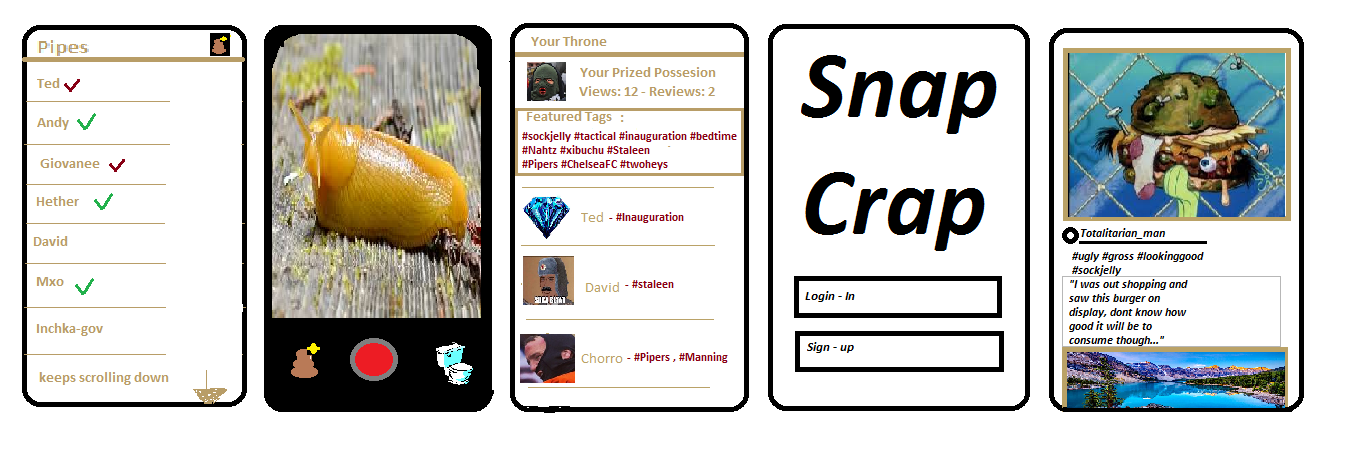 Pipes
Ted
Andy
Giovanee
Hether
David
Mxo
Inchka-gov
keeps scrolling down
Your Throne
Your Prized Possesion
Views: 12 - Reviews: 2
Featured Tags :
#sockjelly #tactical #inauguration #bedtime
#Nahtz #xibuchu #Staleen
#Pipers #ChelseaFC #twoheys
Ted - #Inauguration
David - #staleen
Chorro - #Pipers , #Manning
Snap
Crap
Login - In
Sign - up
Totalitarian_man
#ugly #gross #lookinggood
#sockjelly
"I was out shopping and
saw this burger on
display, dont know how
good it will be to
consume though..."